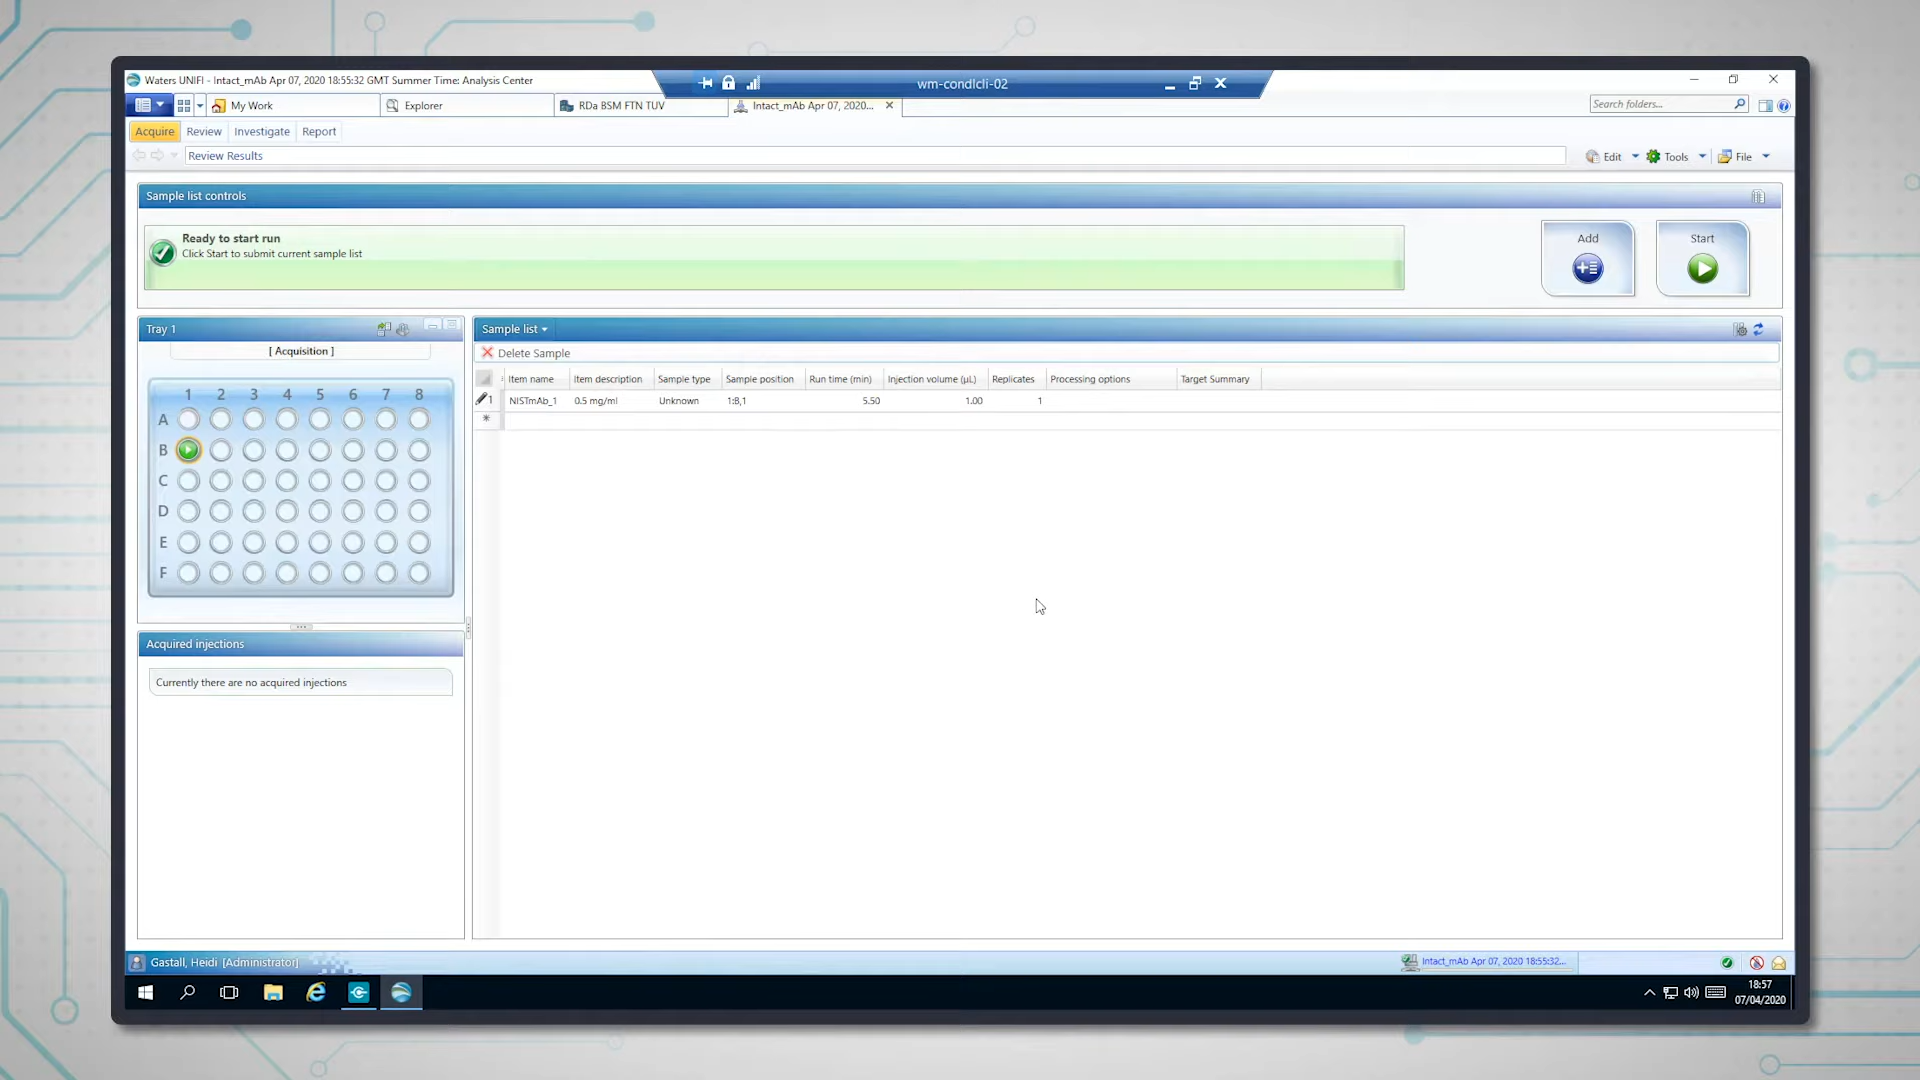 Waters UNIFI - Intact_mAb Apr 07, 2020 18:55:32 GMT Summer Time: Analysis Center
wm-condlcli-02
My Work
Explorer
RDa BSM FTN TUV
Intact_mAb Apr 07, 2020...
Search folders...
Acquire Review Investigate Report
Review Results
Edit Tools File
Sample list controls
Ready to start run
Click Start to submit current sample list
Add
Start
Tray 1
[ Acquisition ]
1 2 3 4 5 6 7 8
A
B
C
D
E
F
Sample list
Delete Sample
Item name Item description Sample type Sample position Run time (min) Injection volume (µL) Replicates Processing options Target Summary
1 NISTmAb_1 0.5 mg/ml Unknown 1:B,1 5.50 1.00 1
*
Acquired injections
Currently there are no acquired injections
Gastall, Heidi [Administrator]
Intact_mAb Apr 07, 2020 18:55:32...
18:57
07/04/2020